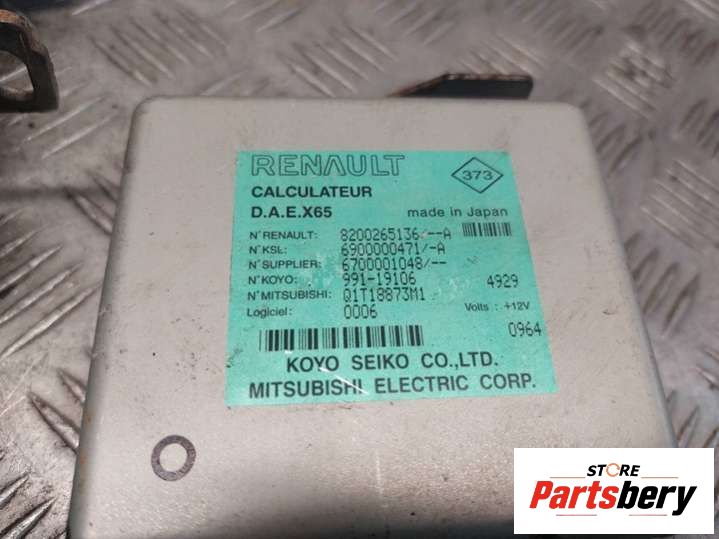 RENAULT
373
CALCULATEUR
D.A.E.X65 made in Japan
N°RENAULT: 8200265136/--A
N°KSL: 6900000471/-A
N°SUPPLIER: 6700001048/--
N°KOYO: 991-19106 4929
N°MITSUBISHI: Q1T18873M1 Volts : +12V
Logiciel: 0006 0964
KOYO SEIKO CO.,LTD.
MITSUBISHI ELECTRIC CORP.
STORE
Partsbery